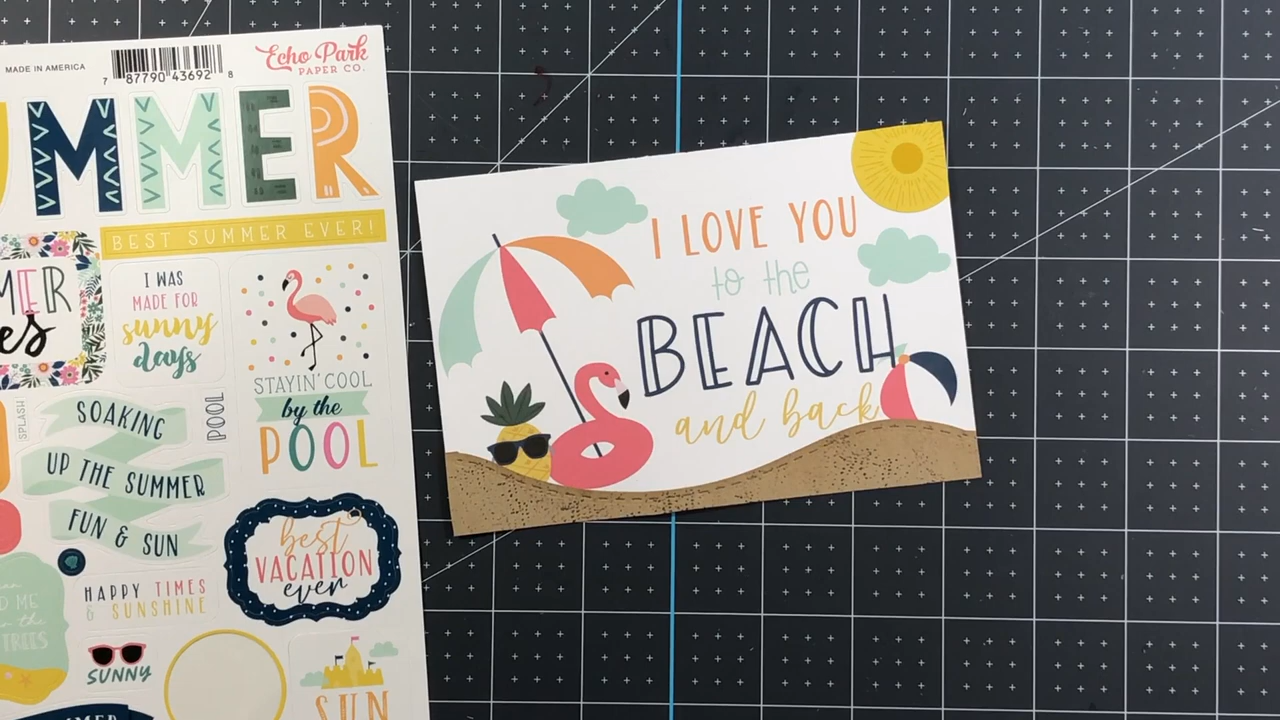 MADE IN AMERICA
7 87790 43692 8
Echo Park
PAPER CO.
UMMER
BEST SUMMER EVER!
I WAS
MADE FOR
sunny
days
STAYIN' COOL
by the
POOL
SPLASH
POOL
SOAKING
UP THE SUMMER
FUN & SUN
best
VACATION
ever
HAPPY TIMES
& SUNSHINE
TREES
SUNNY
SUN
I LOVE YOU
to the
BEACH
and back